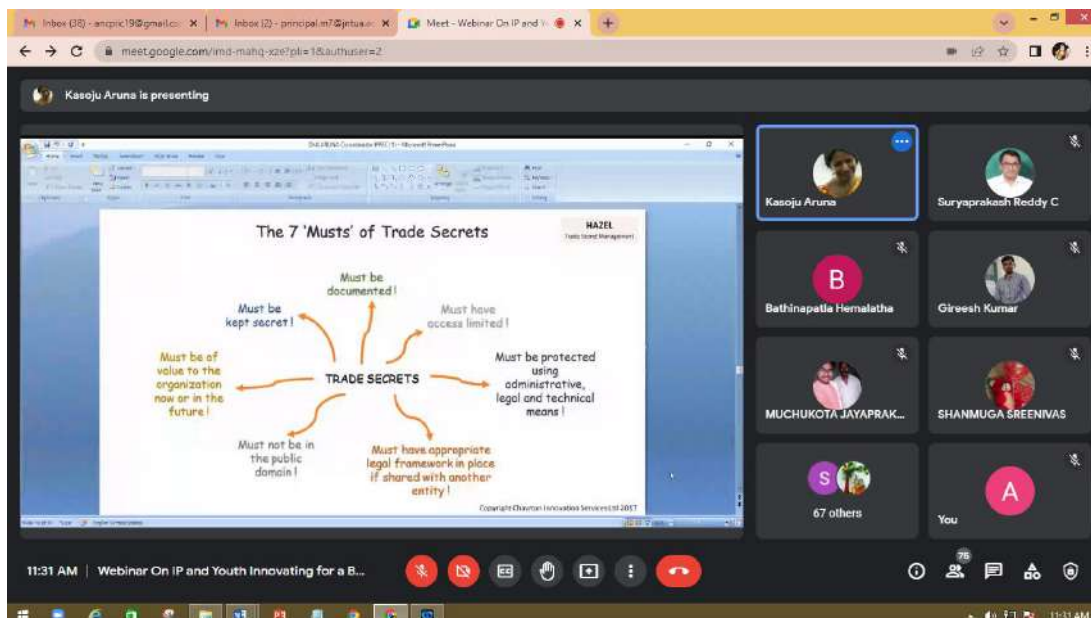 Inbox (38) - ancpric19@gmail.co
Inbox (2) - principal.m7@jntua.ac
Meet - Webinar On IP and Yo
meet.google.com/imd-mahq-xze?pli=1&authuser=2
Kasoju Aruna is presenting
The 7 'Musts' of Trade Secrets
HAZEL
Trade Secret Management
Must be
documented!
Must be
kept secret!
Must have
access limited!
Must be of
value to the
organization
now or in the
future!
TRADE SECRETS
Must be protected
using
administrative,
legal and technical
means!
Must not be in
the public
domain!
Must have appropriate
legal framework in place
if shared with another
entity!
Copyright Chawton Innovation Services Ltd 2017
Kasoju Aruna
Suryaprakash Reddy C
B
Bathinapatla Hemalatha
Gireesh Kumar
MUCHUKOTA JAYAPRAK...
SHANMUGA SREENIVAS
S
67 others
A
You
11:31 AM | Webinar On IP and Youth Innovating for a B...
75
11:31 AM